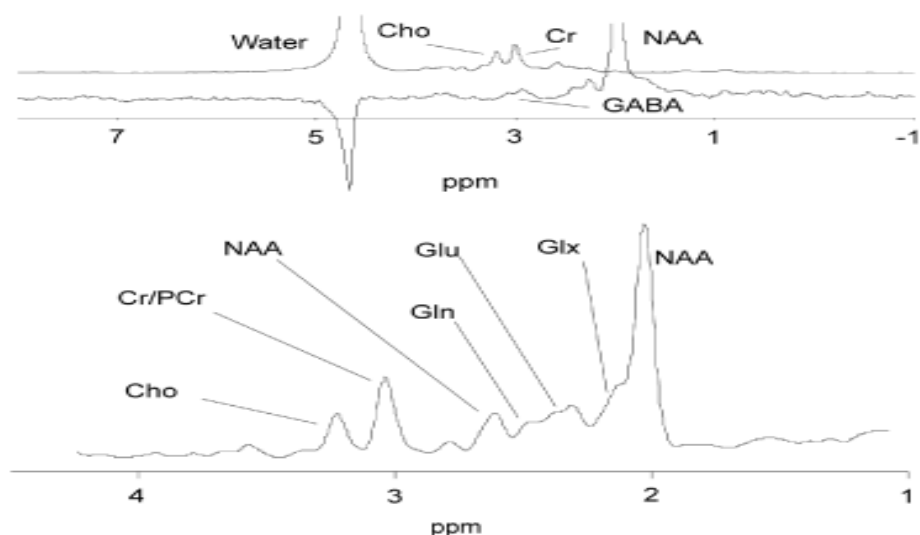 Water Cho Cr NAA
GABA
7 5 3 1 -1
ppm
NAA Glu Glx NAA
Cr/PCr Gln
Cho
4 3 2 1
ppm